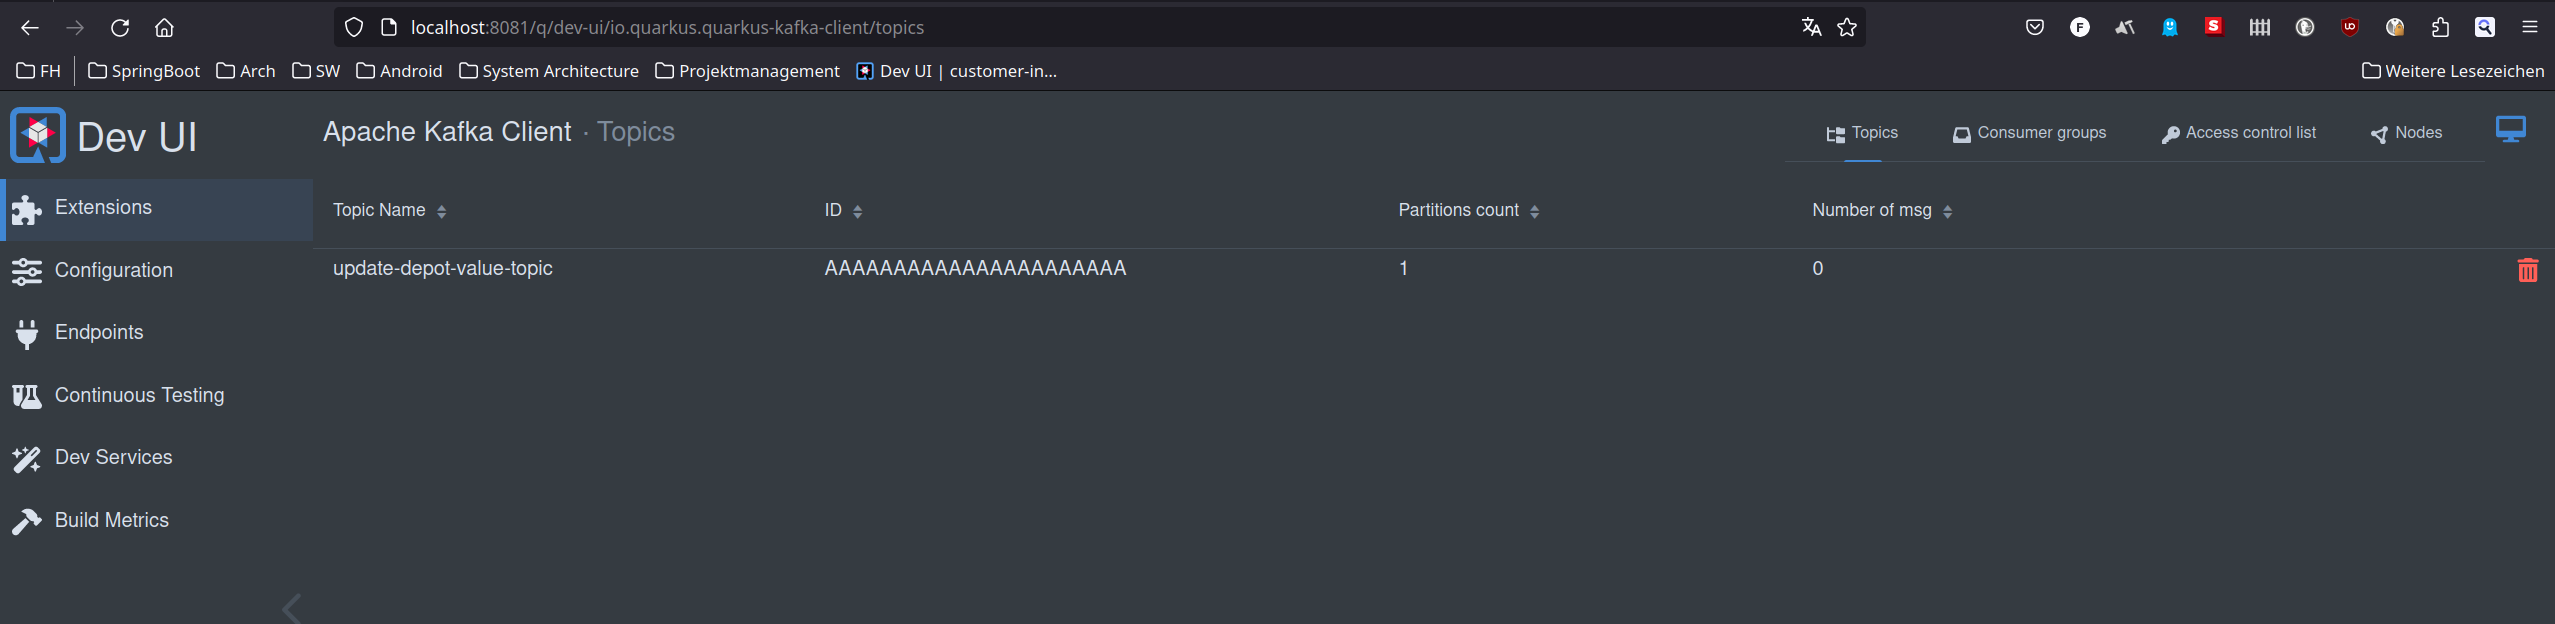 localhost:8081/q/dev-ui/io.quarkus.quarkus-kafka-client/topics
FH SpringBoot Arch SW Android System Architecture Projektmanagement Dev UI | customer-in… Weitere Lesezeichen
Dev UI Apache Kafka Client · Topics Topics Consumer groups Access control list Nodes
Extensions
Topic Name ID Partitions count Number of msg
Configuration
update-depot-value-topic AAAAAAAAAAAAAAAAAAAAAA 1 0
Endpoints
Continuous Testing
Dev Services
Build Metrics